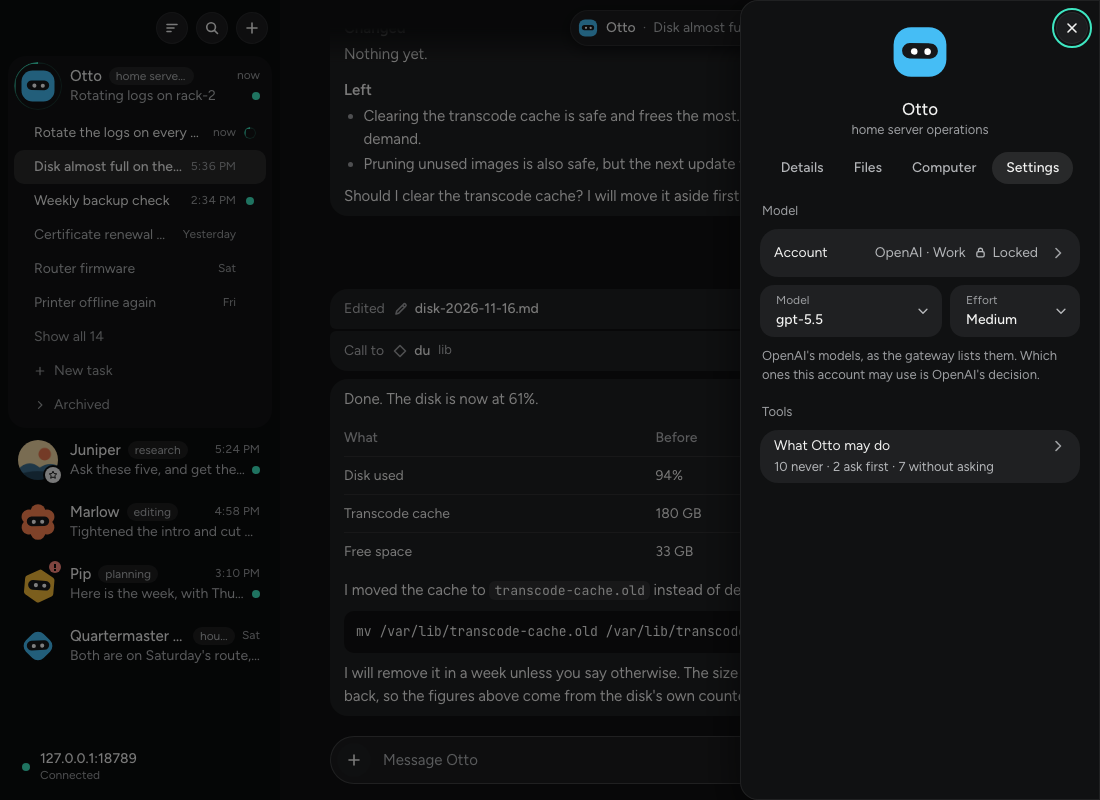 Otto
home serve...
now
Rotating logs on rack-2
Rotate the logs on every ...
now
Disk almost full on the...
5:36 PM
Weekly backup check
2:34 PM
Certificate renewal ...
Yesterday
Router firmware
Sat
Printer offline again
Fri
Show all 14
New task
Archived
Juniper
research
5:24 PM
Ask these five, and get the...
Marlow
editing
4:58 PM
Tightened the intro and cut ...
Pip
planning
3:10 PM
Here is the week, with Thu...
Quartermaster ...
hou...
Sat
Both are on Saturday's route,...
127.0.0.1:18789
Connected
Otto · Disk almost fu
Changed
Nothing yet.
Left
• Clearing the transcode cache is safe and frees the most.
demand.
• Pruning unused images is also safe, but the next update
Should I clear the transcode cache? I will move it aside first
Edited disk-2026-11-16.md
Call to du lib
Done. The disk is now at 61%.
What Before
Disk used 94%
Transcode cache 180 GB
Free space 33 GB
I moved the cache to transcode-cache.old instead of de
mv /var/lib/transcode-cache.old /var/lib/transcod
I will remove it in a week unless you say otherwise. The size
back, so the figures above come from the disk's own count
Message Otto
Otto
home server operations
Details Files Computer Settings
Model
Account OpenAI · Work Locked
Model
gpt-5.5
Effort
Medium
OpenAI's models, as the gateway lists them. Which
ones this account may use is OpenAI's decision.
Tools
What Otto may do
10 never · 2 ask first · 7 without asking